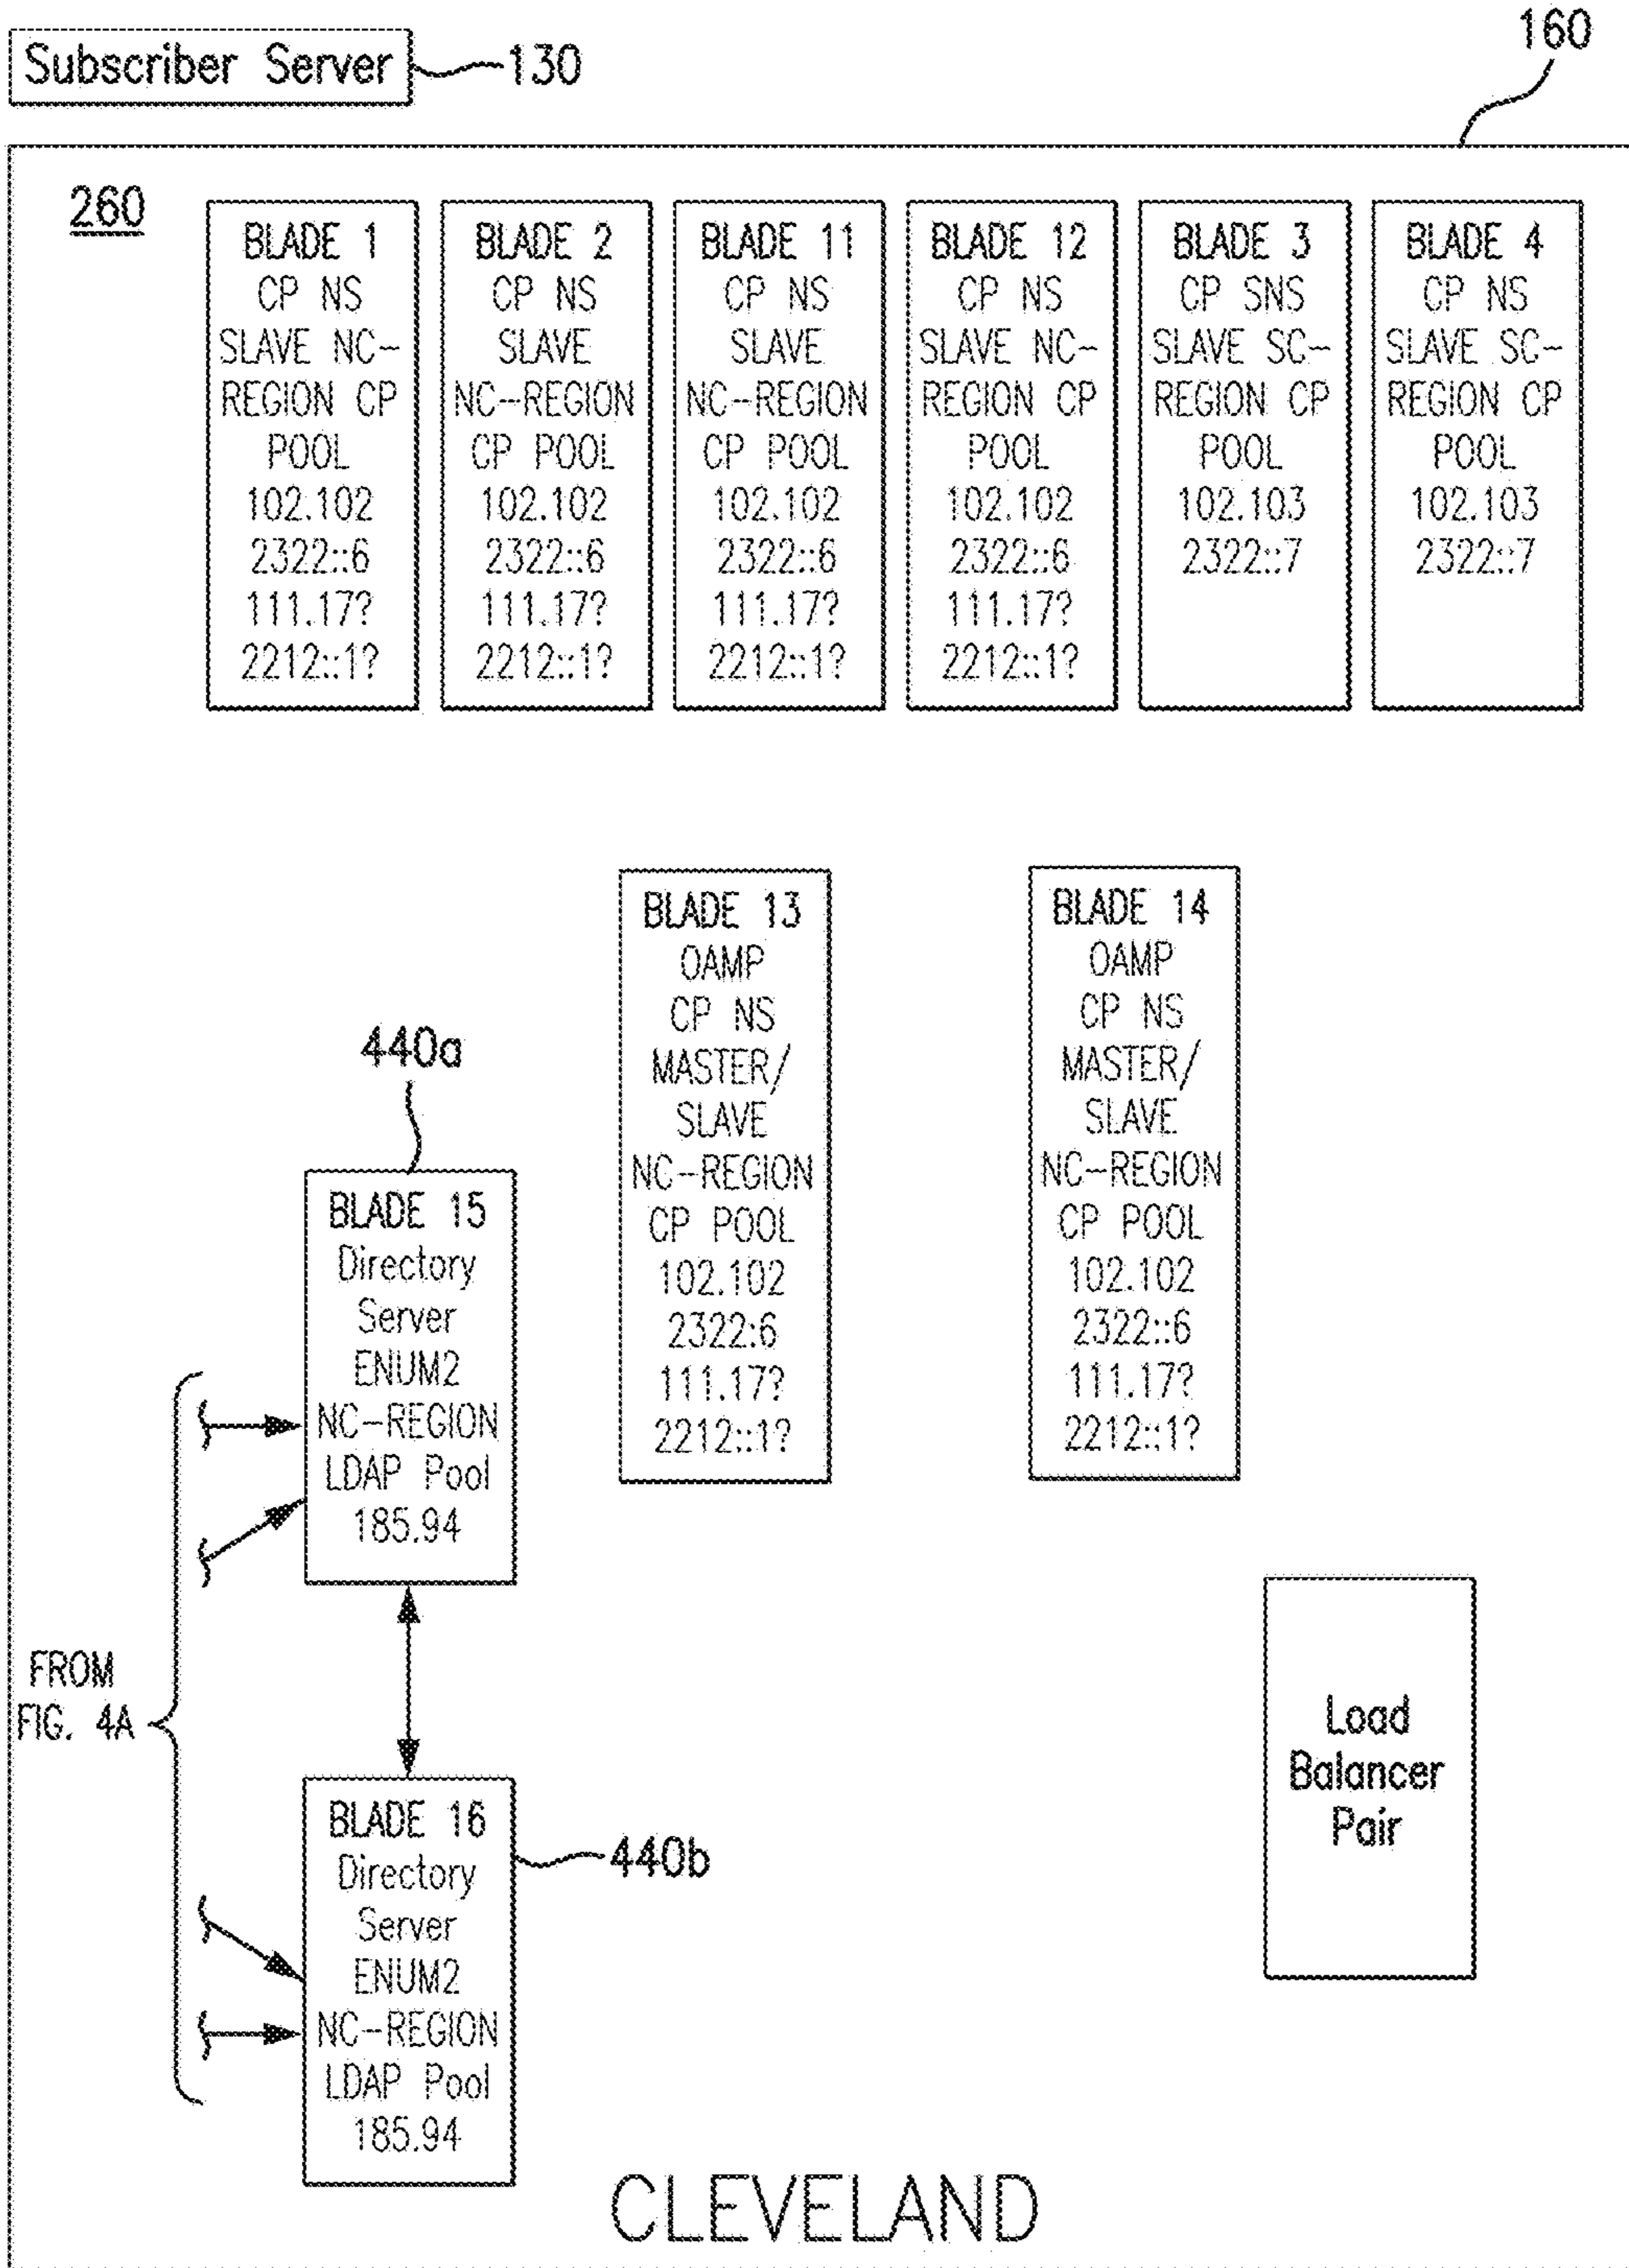 Subscriber Server
130
160
260
BLADE 1
CP NS
SLAVE NC-
REGION CP
POOL
102.102
2322::6
111.17?
2212::1?
BLADE 2
CP NS
SLAVE
NC-REGION
CP POOL
102.102
2322::6
111.17?
2212::1?
BLADE 11
CP NS
SLAVE
NC-REGION
CP POOL
102.102
2322::6
111.17?
2212::1?
BLADE 12
CP NS
SLAVE NC-
REGION CP
POOL
102.102
2322::6
111.17?
2212::1?
BLADE 3
CP SNS
SLAVE SC-
REGION CP
POOL
102.103
2322::7
BLADE 4
CP NS
SLAVE SC-
REGION CP
POOL
102.103
2322::7
BLADE 13
OAMP
CP NS
MASTER/
SLAVE
NC-REGION
CP POOL
102.102
2322:6
111.17?
2212::1?
BLADE 14
OAMP
CP NS
MASTER/
SLAVE
NC-REGION
CP POOL
102.102
2322::6
111.17?
2212::1?
440a
BLADE 15
Directory
Server
ENUM2
NC-REGION
LDAP Pool
185.94
FROM
FIG. 4A
BLADE 16
Directory
Server
ENUM2
NC-REGION
LDAP Pool
185.94
440b
Load
Balancer
Pair
CLEVELAND